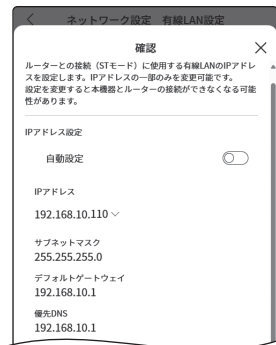 ネットワーク設定 有線LAN設定
確認
ルーターとの接続（STモード）に使用する有線LANのIPアドレ
スを設定します。IPアドレスの一部のみを変更可能です。
設定を変更すると本機器とルーターの接続ができなくなる可能
性があります。
IPアドレス設定
自動設定
IPアドレス
192.168.10.110
サブネットマスク
255.255.255.0
デフォルトゲートウェイ
192.168.10.1
優先DNS
192.168.10.1